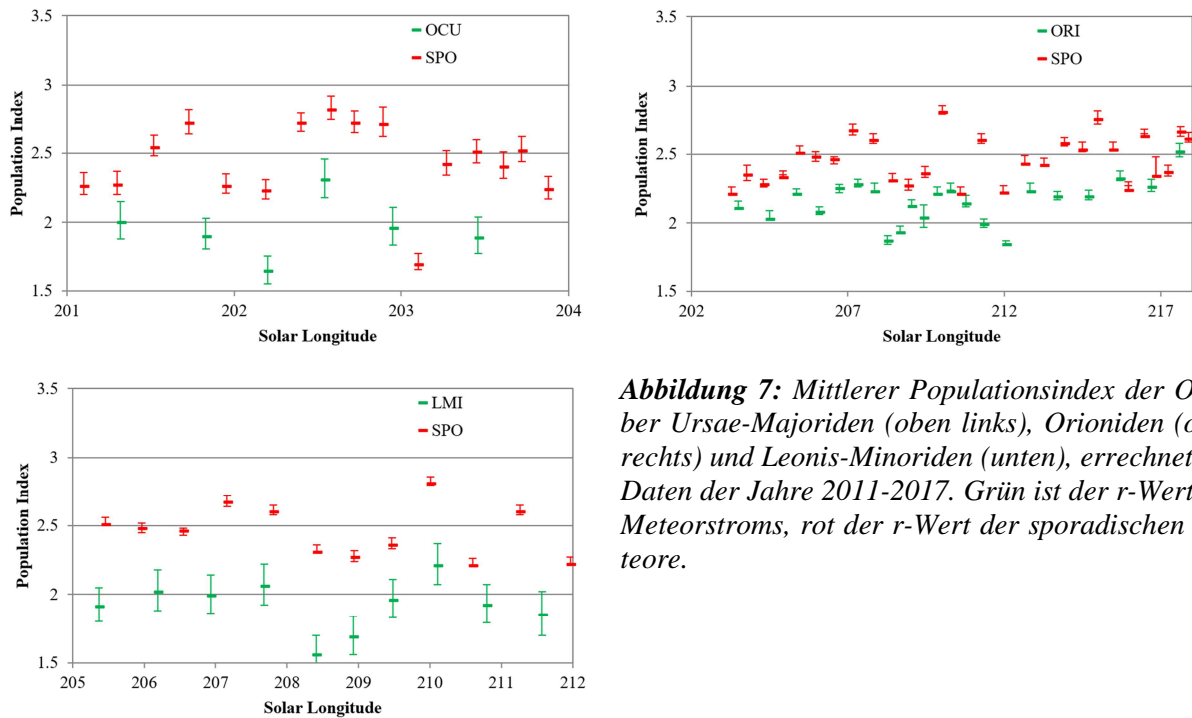 3.5
OCU
SPO
3
2.5
2
1.5
Population Index
201
202
203
204
Solar Longitude
3.5
ORI
SPO
3
2.5
2
1.5
Population Index
202
207
212
217
Solar Longitude
3.5
LMI
SPO
3
2.5
2
1.5
Population Index
205
206
207
208
209
210
211
212
Solar Longitude
Abbildung 7: Mittlerer Populationsindex der O
ber Ursae-Majoriden (oben links), Orioniden (o
rechts) und Leonis-Minoriden (unten), errechnet
Daten der Jahre 2011-2017. Grün ist der r-Wert
Meteorstroms, rot der r-Wert der sporadischen
teore.